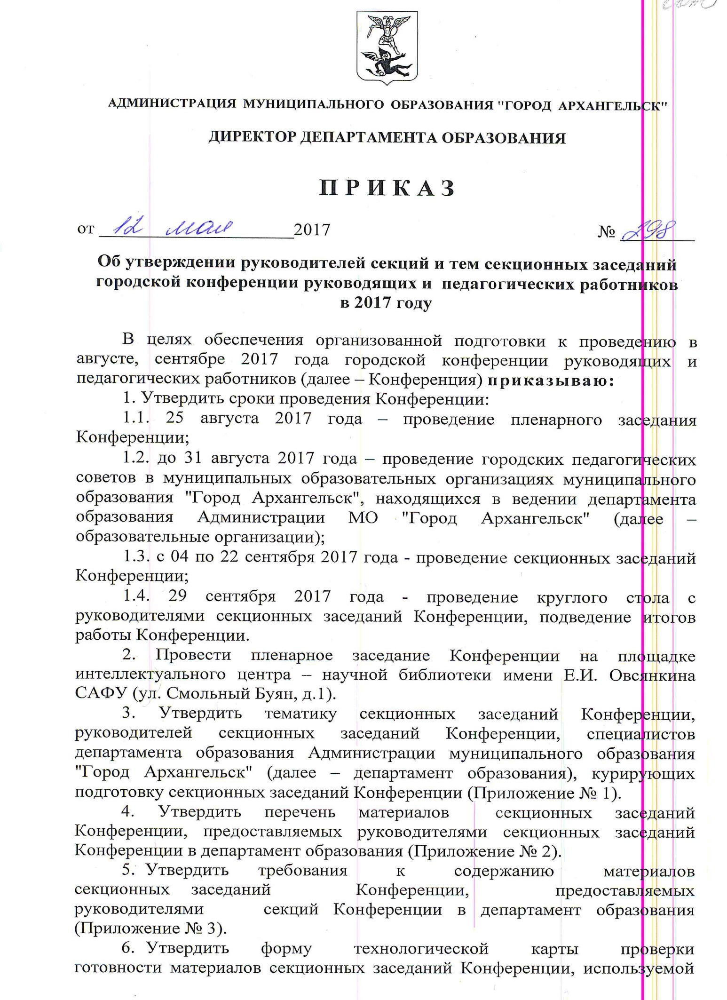 АДМИНИСТРАЦИЯ МУНИЦИПАЛЬНОГО ОБРАЗОВАНИЯ "ГОРОД АРХАНГЕЛЬСК"
ДИРЕКТОР ДЕПАРТАМЕНТА ОБРАЗОВАНИЯ
П Р И К А З
от 12 мая 2017 № 298
Об утверждении руководителей секций и тем секционных заседаний
городской конференции руководящих и педагогических работников
в 2017 году
В целях обеспечения организованной подготовки к проведению в
августе, сентябре 2017 года городской конференции руководящих и
педагогических работников (далее – Конференция) приказываю:
1. Утвердить сроки проведения Конференции:
1.1. 25 августа 2017 года – проведение пленарного заседания
Конференции;
1.2. до 31 августа 2017 года – проведение городских педагогических
советов в муниципальных образовательных организациях муниципального
образования "Город Архангельск", находящихся в ведении департамента
образования Администрации МО "Город Архангельск" (далее –
образовательные организации);
1.3. с 04 по 22 сентября 2017 года - проведение секционных заседаний
Конференции;
1.4. 29 сентября 2017 года - проведение круглого стола с
руководителями секционных заседаний Конференции, подведение итогов
работы Конференции.
2. Провести пленарное заседание Конференции на площадке
интеллектуального центра – научной библиотеки имени Е.И. Овсянкина
САФУ (ул. Смольный Буян, д.1).
3. Утвердить тематику секционных заседаний Конференции,
руководителей секционных заседаний Конференции, специалистов
департамента образования Администрации муниципального образования
"Город Архангельск" (далее – департамент образования), курирующих
подготовку секционных заседаний Конференции (Приложение № 1).
4. Утвердить перечень материалов секционных заседаний
Конференции, предоставляемых руководителями секционных заседаний
Конференции в департамент образования (Приложение № 2).
5. Утвердить требования к содержанию материалов
секционных заседаний Конференции, предоставляемых
руководителями секций Конференции в департамент образования
(Приложение № 3).
6. Утвердить форму технологической карты проверки
готовности материалов секционных заседаний Конференции, используемой